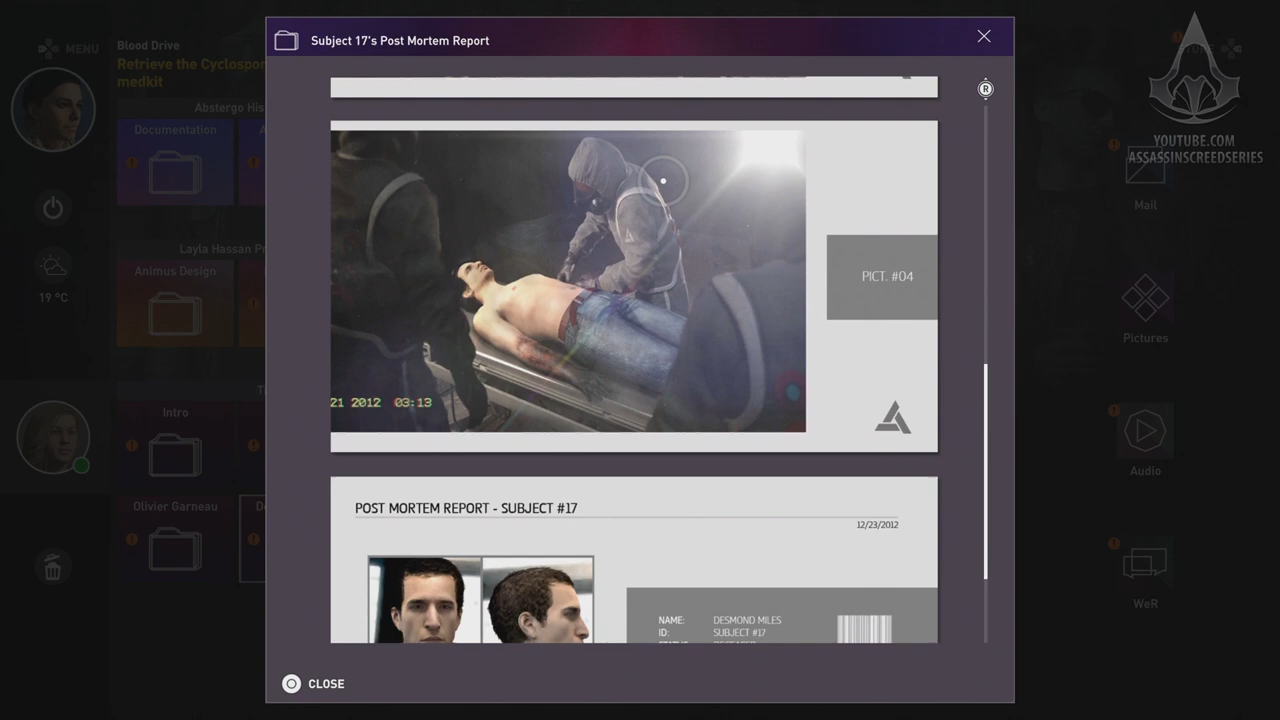 Subject 17's Post Mortem Report
MENU
Blood Drive
Retrieve the Cyclospor
medkit
Abstergo His
Documentation
A
19 °C
Layla Hassan Pr
Animus Design
T
Intro
Olivier Garneau
De
R
YOUTUBE.COM
ASSASSINSCREEDSERIES
Mail
Pictures
Audio
WeR
21 2012 03:13
PICT. #04
POST MORTEM REPORT - SUBJECT #17
12/23/2012
NAME: DESMOND MILES
ID: SUBJECT #17
CLOSE